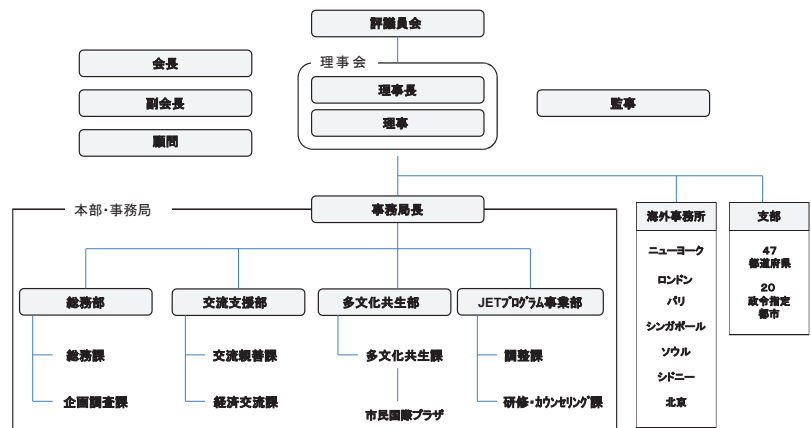 評議員会
会長
副会長
顧問
理事会
理事長
理事
監事
本部・事務局
事務局長
海外事務所
ニューヨーク
ロンドン
パリ
シンガポール
ソウル
シドニー
北京
支部
47
都道府県
20
政令指定
都市
総務部
総務課
企画調査課
交流支援部
交流親善課
経済交流課
多文化共生部
多文化共生課
市民国際プラザ
JETプログラム事業部
調整課
研修・カウンセリング課